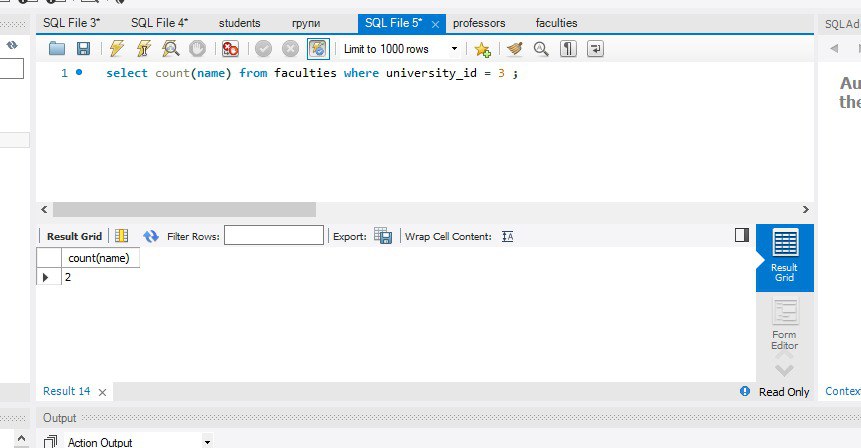 SQL File 3* SQL File 4* students групи SQL File 5* professors faculties SQLAd
Limit to 1000 rows
1 select count(name) from faculties where university_id = 3 ;
Au
the
Result Grid Filter Rows: Export: Wrap Cell Content:
count(name)
2
Result
Grid
Form
Editor
Result 14 Read Only Contex
Output
Action Output